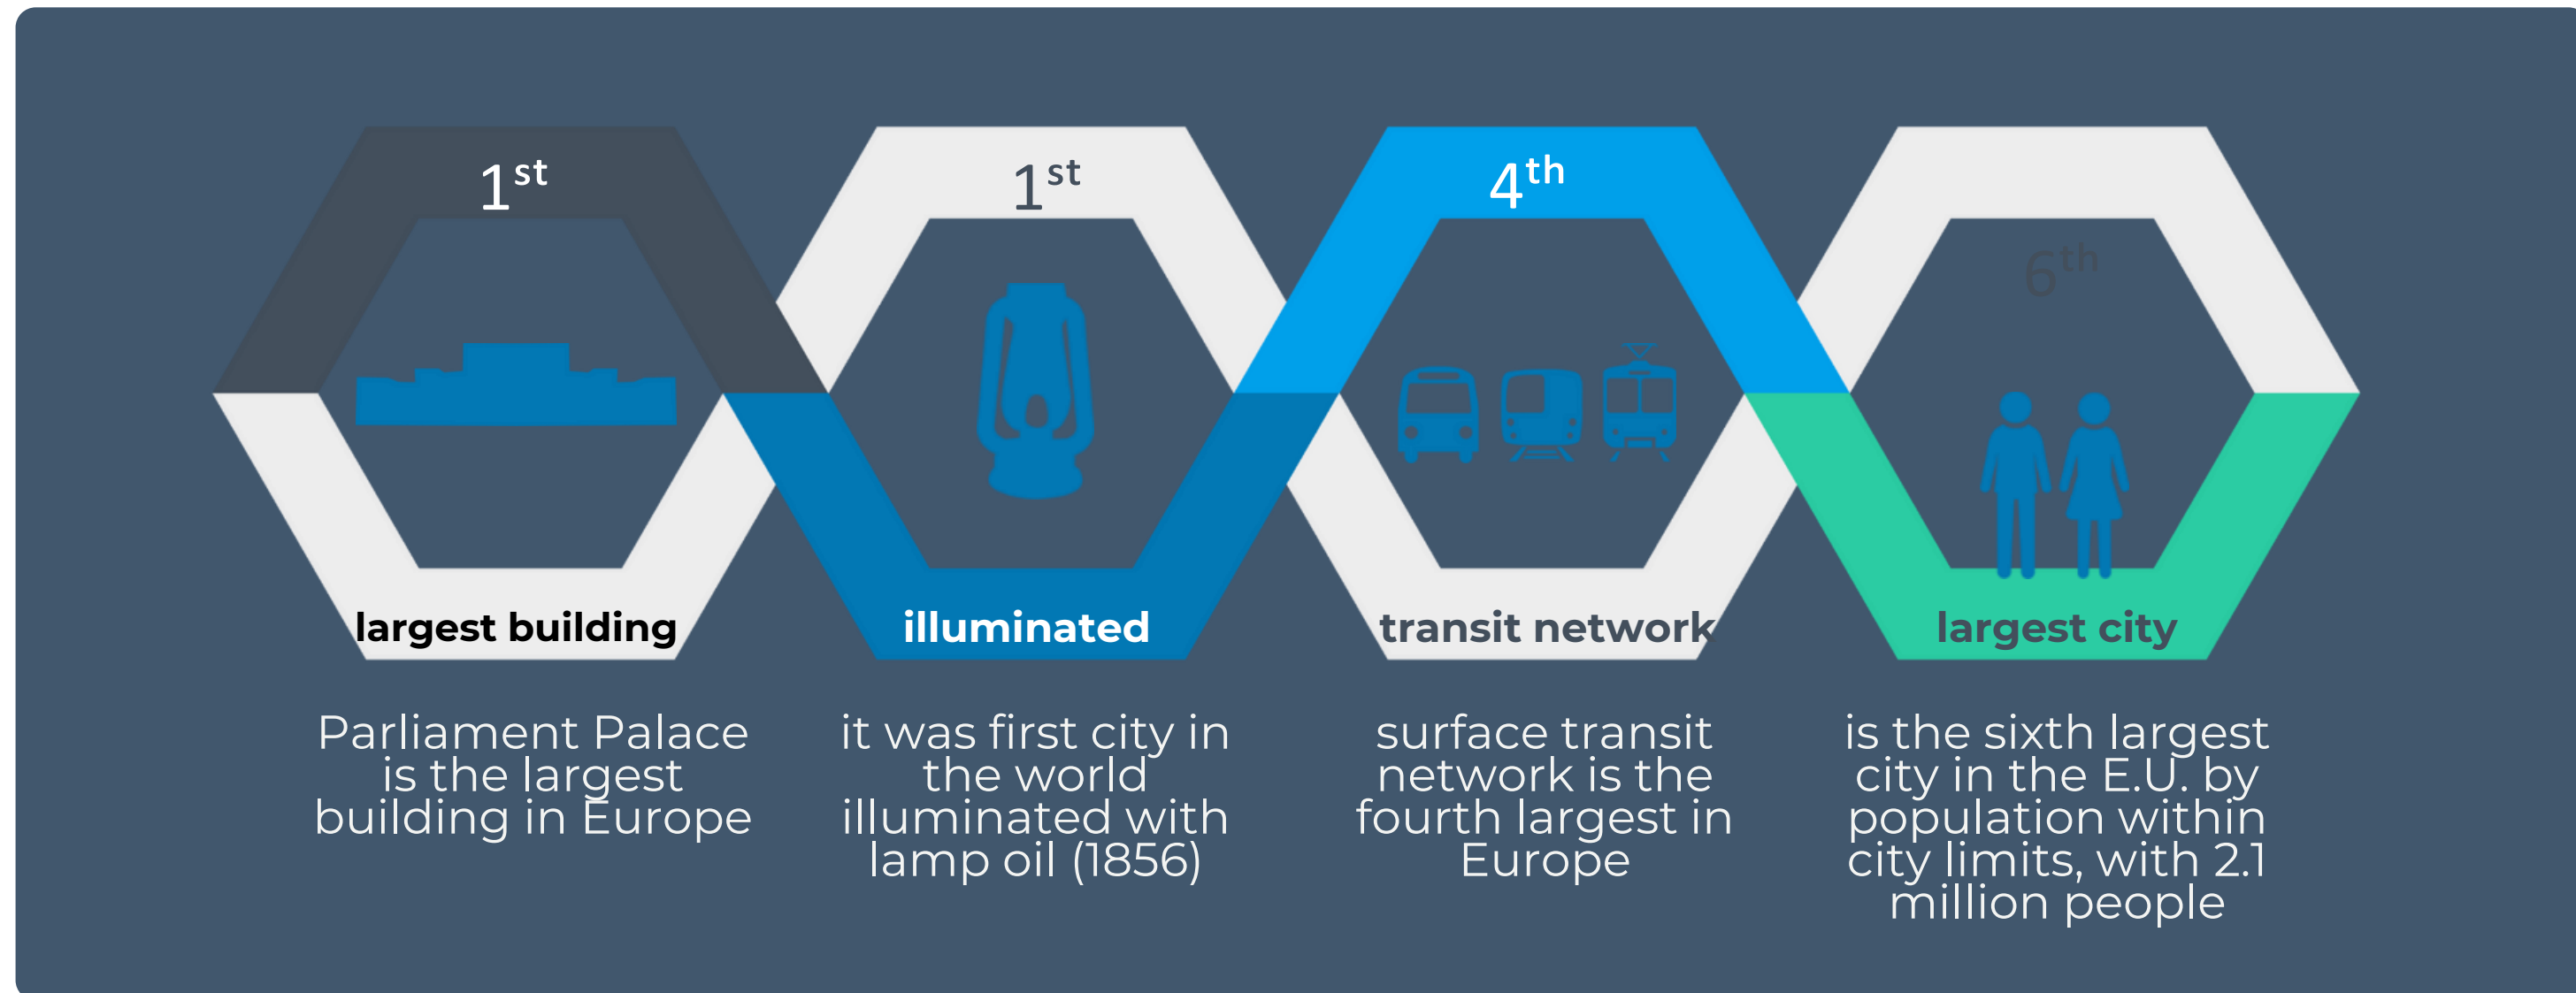 1st
largest building
Parliament Palace
is the largest
building in Europe
1st
illuminated
it was first city in
the world
illuminated with
lamp oil (1856)
4th
transit network
surface transit
network is the
fourth largest in
Europe
6th
largest city
is the sixth largest
city in the E.U. by
population within
city limits, with 2.1
million people